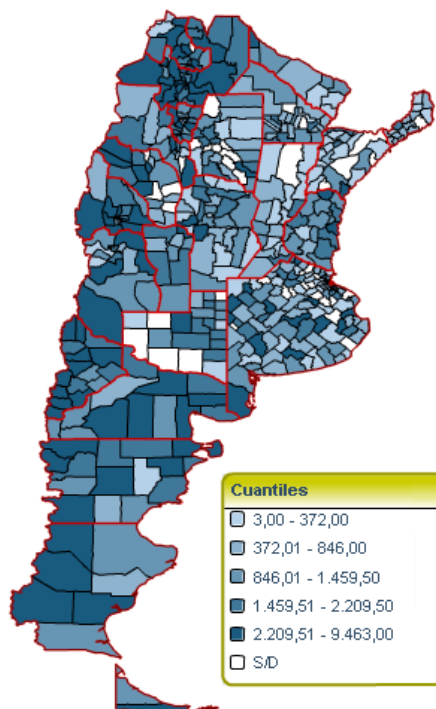 Cuantiles
3,00 - 372,00
372,01 - 846,00
846,01 - 1.459,50
1.459,51 - 2.209,50
2.209,51 - 9.463,00
S/D